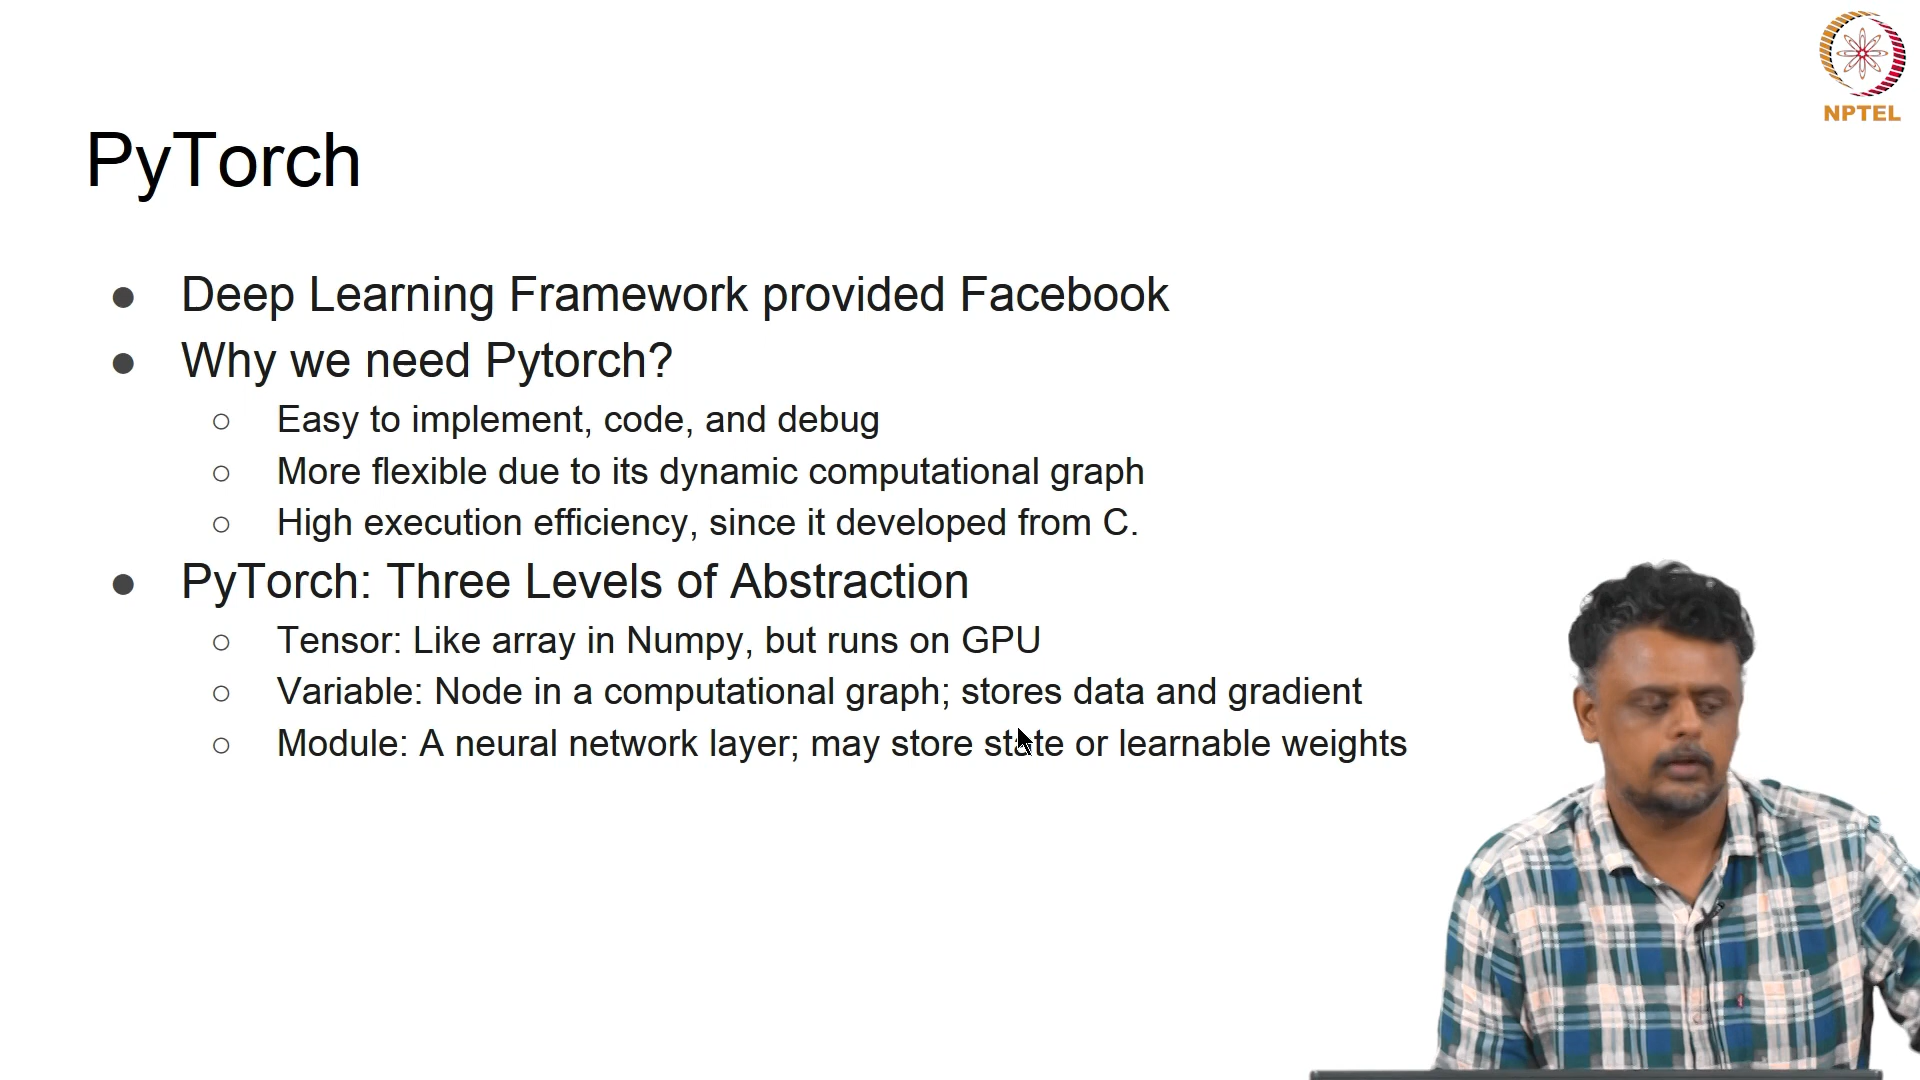 NPTEL
PyTorch
Deep Learning Framework provided Facebook
Why we need Pytorch?
Easy to implement, code, and debug
More flexible due to its dynamic computational graph
High execution efficiency, since it developed from C.
PyTorch: Three Levels of Abstraction
Tensor: Like array in Numpy, but runs on GPU
Variable: Node in a computational graph; stores data and gradient
Module: A neural network layer; may store state or learnable weights